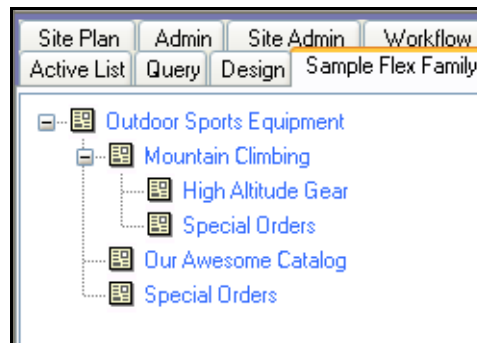 Site Plan Admin Site Admin Workflow
Active List Query Design Sample Flex Family
Outdoor Sports Equipment
Mountain Climbing
High Altitude Gear
Special Orders
Our Awesome Catalog
Special Orders